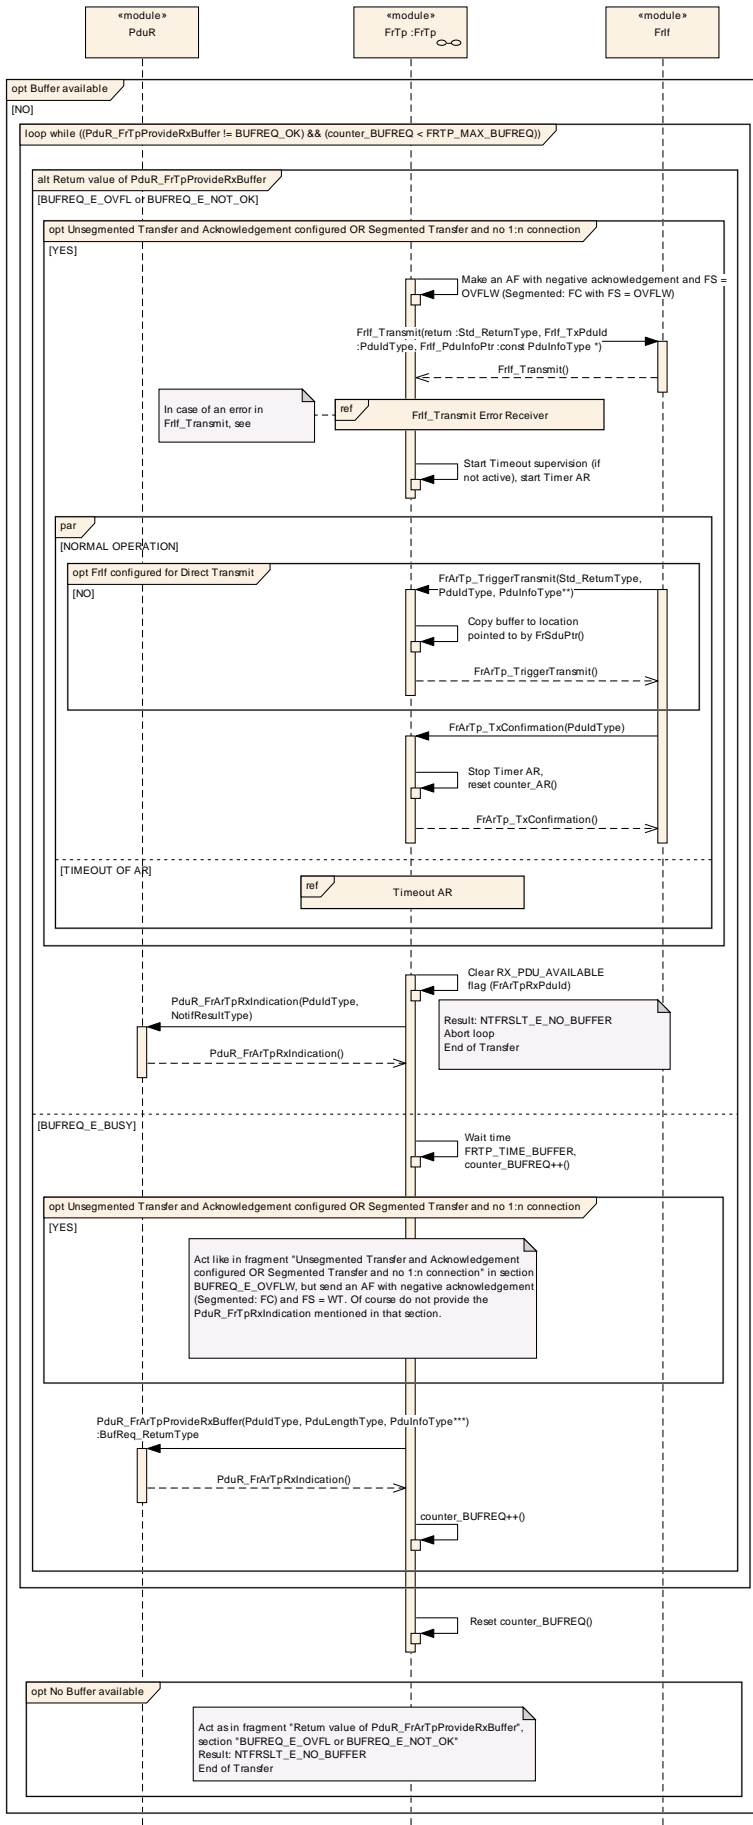 «module»
PduR
«module»
FrTp :FrTp
«module»
FrIf
opt Buffer available
[NO]
loop while ((PduR_FrTpProvideRxBuffer != BUFREQ_OK) && (counter_BUFREQ < FRTP_MAX_BUFREQ))
alt Return value of PduR_FrTpProvideRxBuffer
[BUFREQ_E_OVFL or BUFREQ_E_NOT_OK]
opt Unsegmented Transfer and Acknowledgement configured OR Segmented Transfer and no 1:n connection
[YES]
Make an AF with negative acknowledgement and FS =
OVFLW (Segmented: FC with FS = OVFLW)
FrIf_Transmit(return :Std_ReturnType, FrIf_TxPduId
:PduIdType, FrIf_PduInfoPtr :const PduInfoType *)
FrIf_Transmit()
In case of an error in
FrIf_Transmit, see
ref
FrIf_Transmit Error Receiver
Start Timeout supervision (if
not active), start Timer AR
par
[NORMAL OPERATION]
opt FrIf configured for Direct Transmit
[NO]
FrArTp_TriggerTransmit(Std_ReturnType,
PduIdType, PduInfoType**)
Copy buffer to location
pointed to by FrSduPtr()
FrArTp_TriggerTransmit()
FrArTp_TxConfirmation(PduIdType)
Stop Timer AR,
reset counter_AR()
FrArTp_TxConfirmation()
[TIMEOUT OF AR]
ref
Timeout AR
Clear RX_PDU_AVAILABLE
flag (FrArTpRxPduId)
PduR_FrArTpRxIndication(PduIdType,
NotifResultType)
Result: NTFRSLT_E_NO_BUFFER
Abort loop
End of Transfer
PduR_FrArTpRxIndication()
[BUFREQ_E_BUSY]
Wait time
FRTP_TIME_BUFFER,
counter_BUFREQ++()
opt Unsegmented Transfer and Acknowledgement configured OR Segmented Transfer and no 1:n connection
[YES]
Act like in fragment "Unsegmented Transfer and Acknowledgement
configured OR Segmented Transfer and no 1:n connection" in section
BUFREQ_E_OVFLW, but send an AF with negative acknowledgement
(Segmented: FC) and FS = WT. Of course do not provide the
PduR_FrTpRxIndication mentioned in that section.
PduR_FrArTpProvideRxBuffer(PduIdType, PduLengthType, PduInfoType***)
:BufReq_ReturnType
PduR_FrArTpRxIndication()
counter_BUFREQ++()
Reset counter_BUFREQ()
opt No Buffer available
Act as in fragment "Return value of PduR_FrArTpProvideRxBuffer",
section "BUFREQ_E_OVFL or BUFREQ_E_NOT_OK"
Result: NTFRSLT_E_NO_BUFFER
End of Transfer